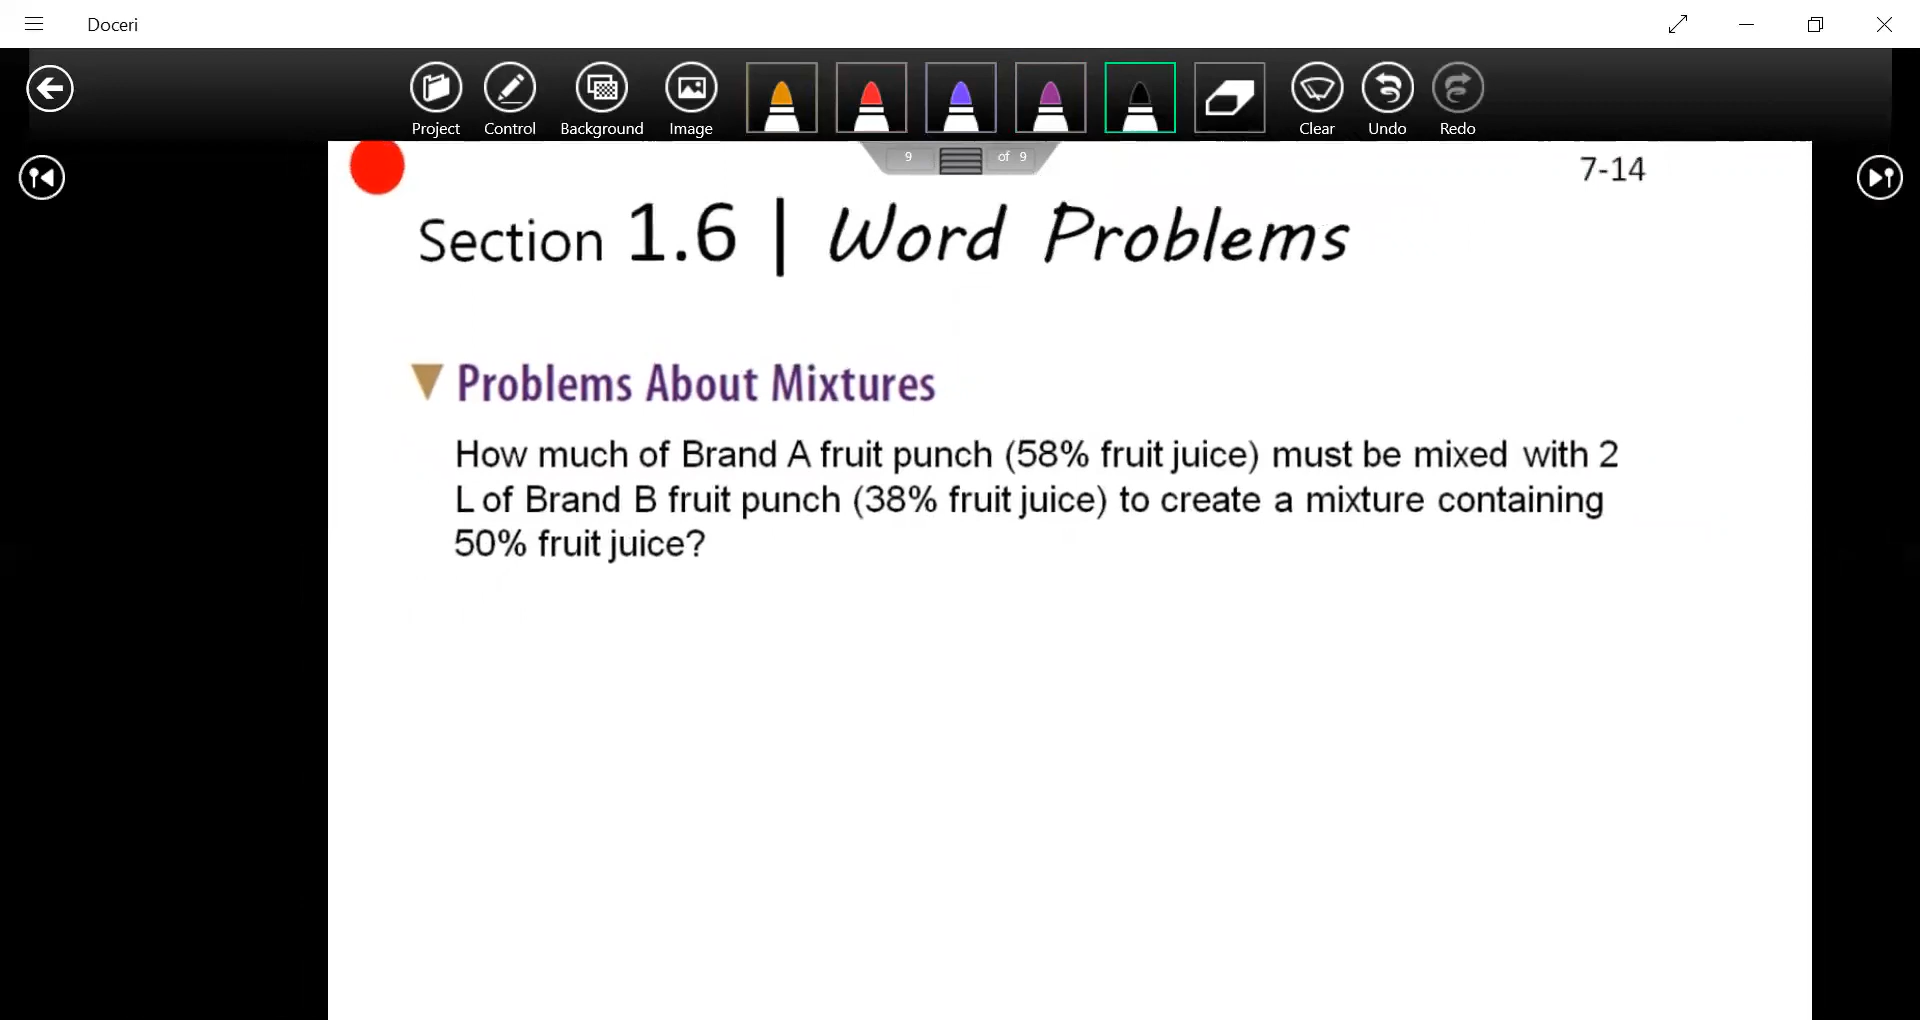 Doceri
Project Control Background Image Clear Undo Redo
9 of 9
7-14
Section 1.6 | Word Problems
Problems About Mixtures
How much of Brand A fruit punch (58% fruit juice) must be mixed with 2
L of Brand B fruit punch (38% fruit juice) to create a mixture containing
50% fruit juice?